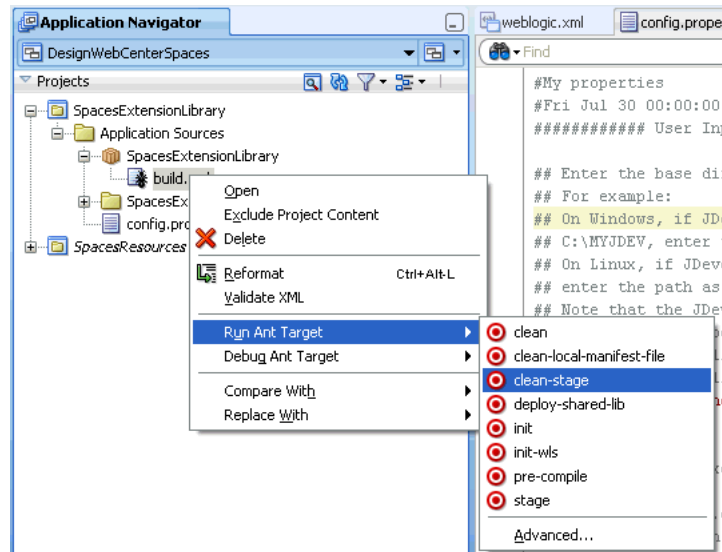 Application Navigator
DesignWebCenterSpaces
Projects
SpacesExtensionLibrary
Application Sources
SpacesExtensionLibrary
build.
SpacesEx
config.pro
SpacesResources
Open
Exclude Project Content
Delete
Reformat Ctrl+Alt-L
Validate XML
Run Ant Target
Debug Ant Target
Compare With
Replace With
clean
clean-local-manifest-file
clean-stage
deploy-shared-lib
init
init-wls
pre-compile
stage
Advanced...
weblogic.xml
config.prope
Find
#My properties
#Fri Jul 30 00:00:00
############ User Inp
## Enter the base di
## For example:
## On Windows, if JDe
## C:\MYJDEV, enter
## On Linux, if JDeve
## enter the path as
## Note that the JDev